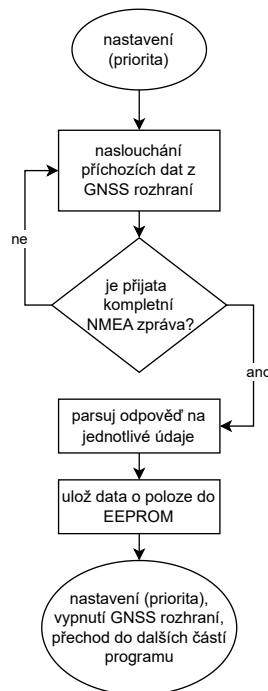 nastavení
(priorita)
naslouchání
příchozích dat z
GNSS rozhraní
ne
je přijata
kompletní
NMEA zpráva?
ano
parsuj odpověď na
jednotlivé údaje
ulož data o poloze do
EEPROM
nastavení (priorita),
vypnutí GNSS rozhraní,
přechod do dalších částí
programu